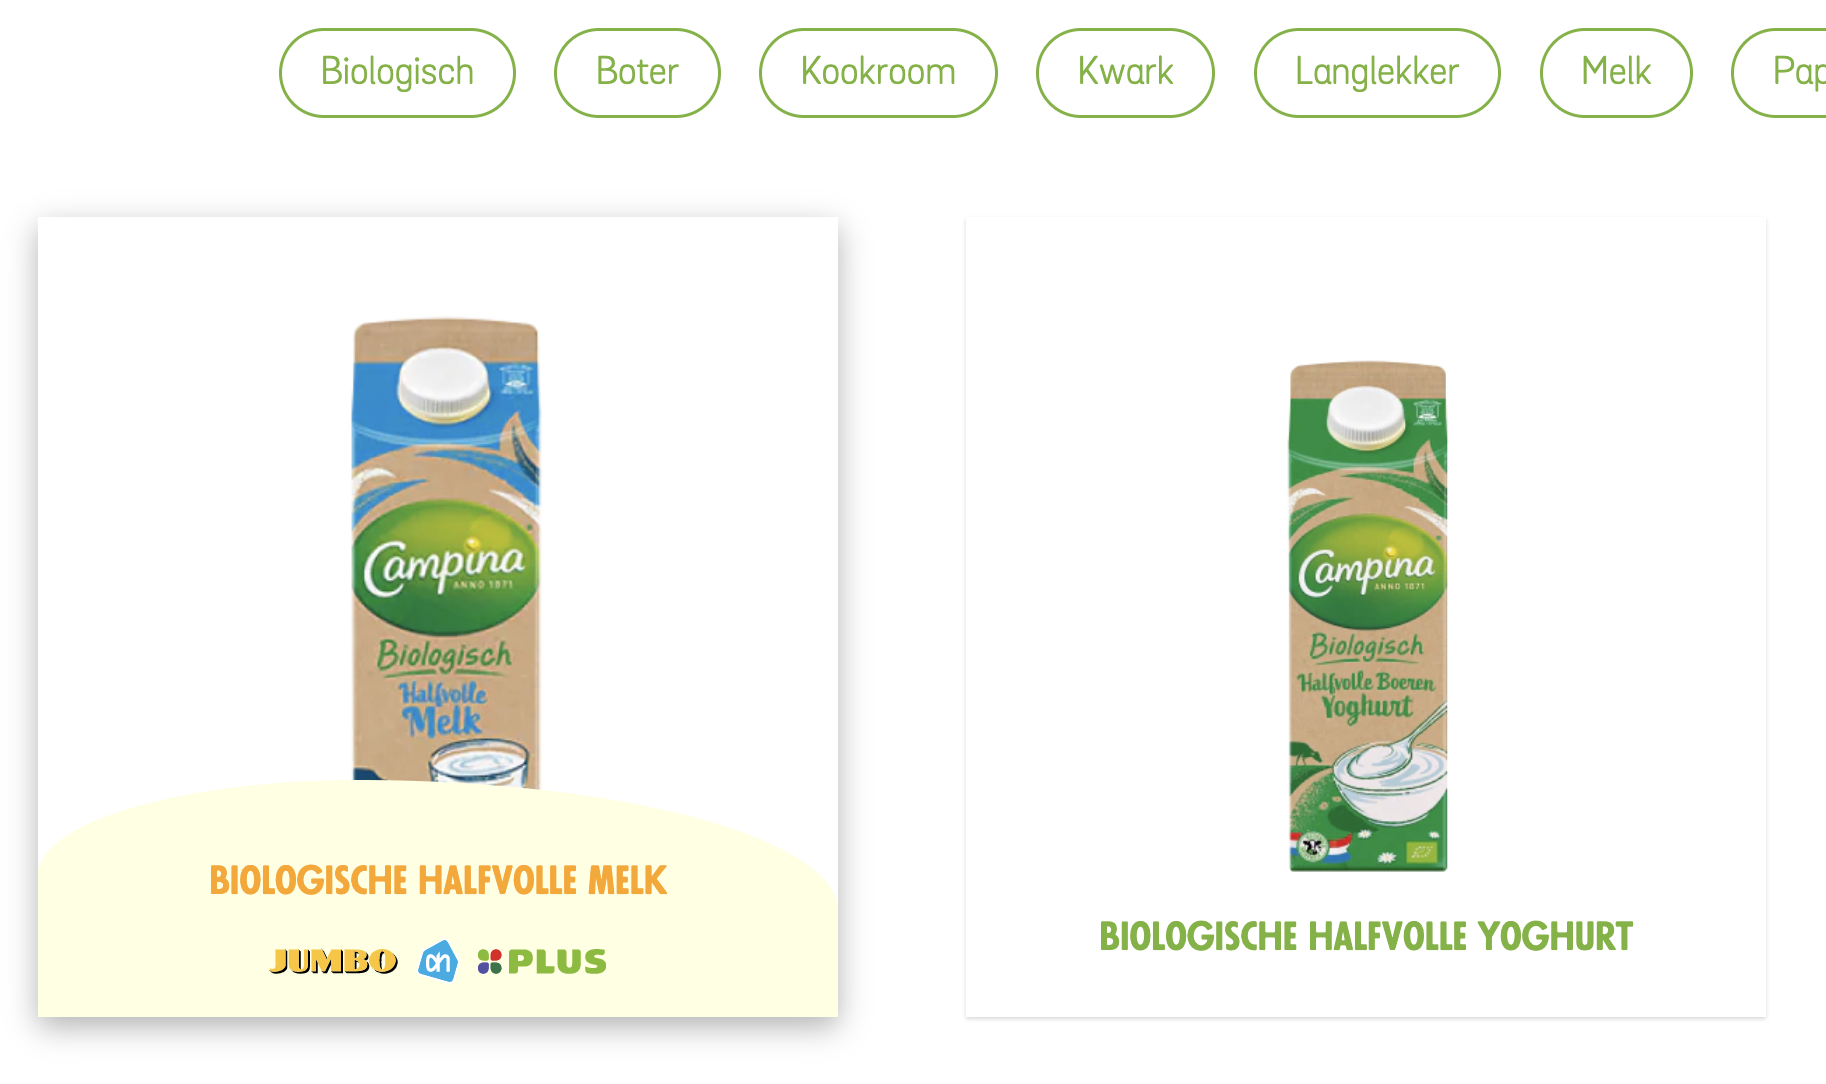 Biologisch
Boter
Kookroom
Kwark
Langlekker
Melk
Pap
Campina
ANNO 1871
Biologisch
Halfvolle
Melk
BIOLOGISCHE HALFVOLLE MELK
JUMBO ah PLUS
Campina
ANNO 1871
Biologisch
Halfvolle Boeren
Yoghurt
BIOLOGISCHE HALFVOLLE YOGHURT